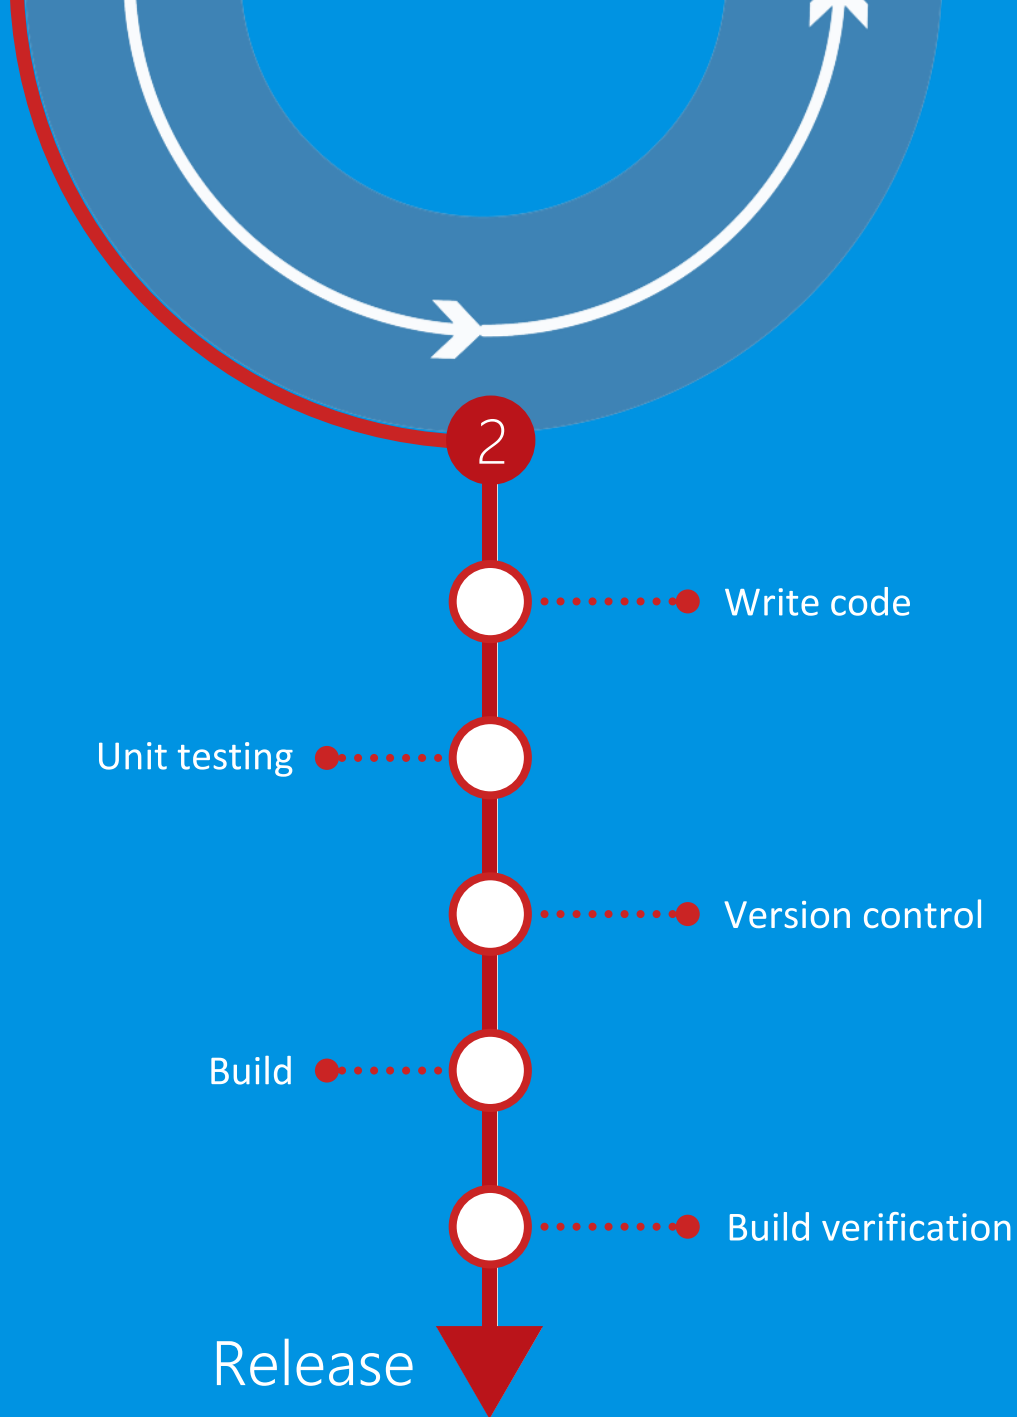 2
Write code
Unit testing
Version control
Build
Build verification
Release